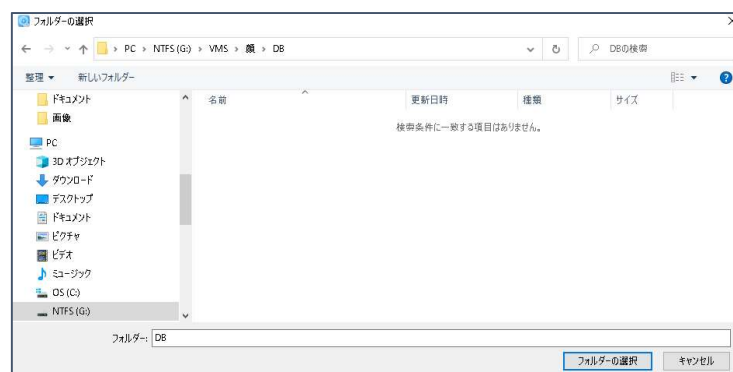 フォルダーの選択
PC › NTFS (G:) › VMS › 顔 › DB
DBの検索
整理 ▼ 新しいフォルダー
名前 更新日時 種類 サイズ
検索条件に一致する項目はありません。
ドキュメント
画像
PC
3D オブジェクト
ダウンロード
デスクトップ
ドキュメント
ピクチャ
ビデオ
ミュージック
OS (C:)
NTFS (G:)
フォルダー: DB
フォルダーの選択 キャンセル